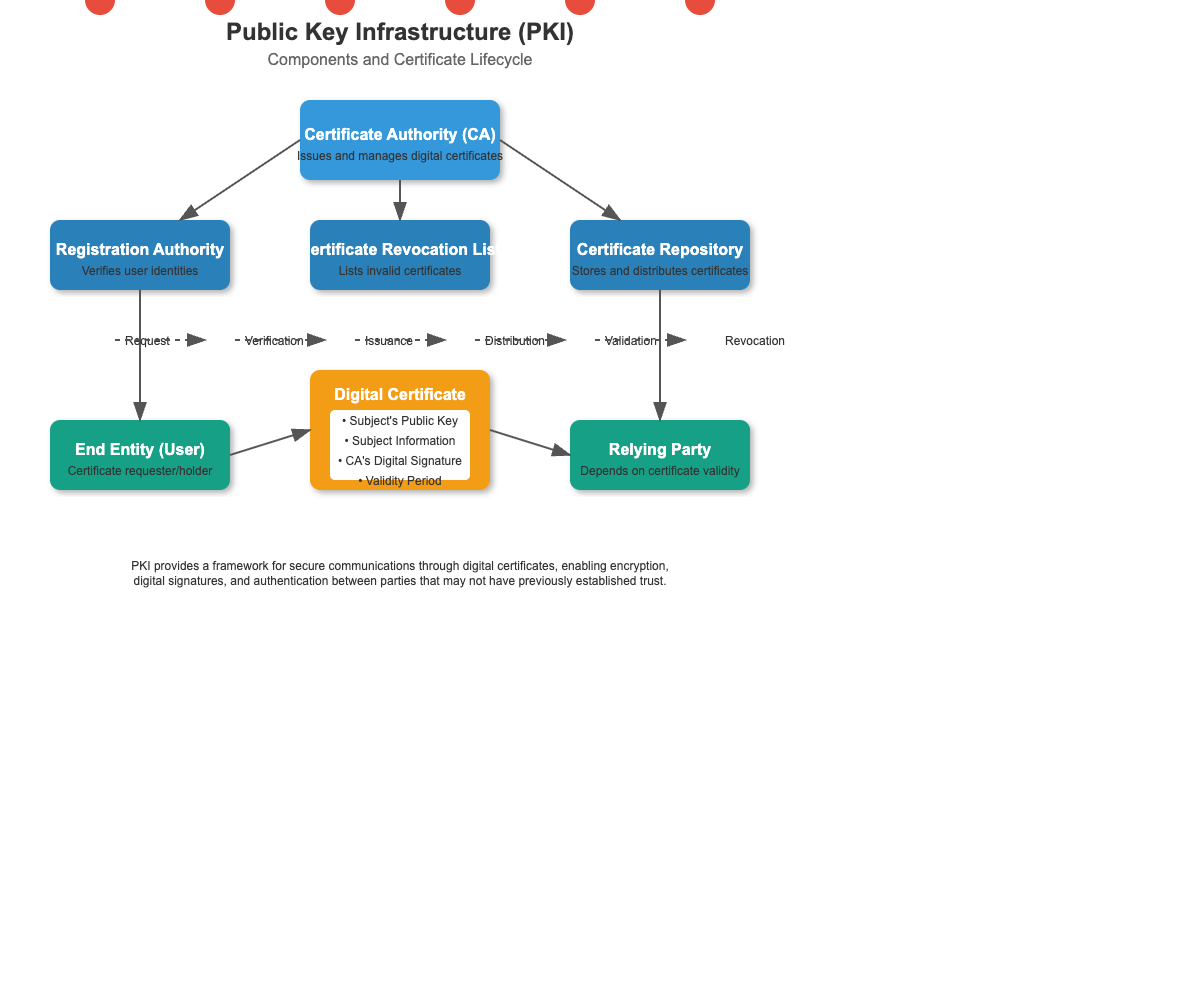 Public Key Infrastructure (PKI)
Components and Certificate Lifecycle
Certificate Authority (CA)
Issues and manages digital certificates
Registration Authority
Verifies user identities
ertificate Revocation Lis
Lists invalid certificates
Certificate Repository
Stores and distributes certificates
Request
Verification
Issuance
Distribution
Validation
Revocation
Digital Certificate
• Subject's Public Key
• Subject Information
• CA's Digital Signature
• Validity Period
End Entity (User)
Certificate requester/holder
Relying Party
Depends on certificate validity
PKI provides a framework for secure communications through digital certificates, enabling encryption,
digital signatures, and authentication between parties that may not have previously established trust.